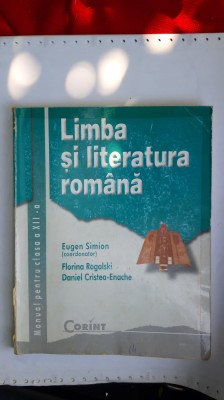 Limba
și literatura
română
Eugen Simion
(coordonator)
Florina Rogalski
Daniel Cristea-Enache
Manual pentru clasa a XII-a
CORINT